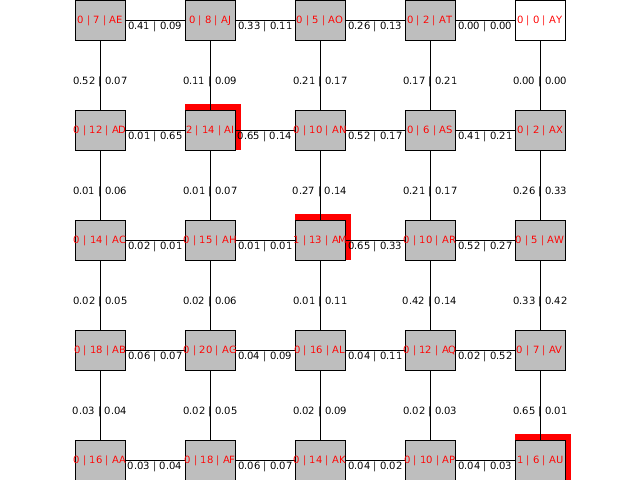 0 | 7 | AE 0.41 | 0.09 0 | 8 | AJ 0.33 | 0.11 0 | 5 | AO 0.26 | 0.13 0 | 2 | AT 0.00 | 0.00 0 | 0 | AY
0.52 | 0.07 0.11 | 0.09 0.21 | 0.17 0.17 | 0.21 0.00 | 0.00
0 | 12 | AD 0.01 | 0.65 2 | 14 | AI 0.65 | 0.14 0 | 10 | AN 0.52 | 0.17 0 | 6 | AS 0.41 | 0.21 0 | 2 | AX
0.01 | 0.06 0.01 | 0.07 0.27 | 0.14 0.21 | 0.17 0.26 | 0.33
0 | 14 | AC 0.02 | 0.01 0 | 15 | AH 0.01 | 0.01 1 | 13 | AM 0.65 | 0.33 0 | 10 | AR 0.52 | 0.27 0 | 5 | AW
0.02 | 0.05 0.02 | 0.06 0.01 | 0.11 0.42 | 0.14 0.33 | 0.42
0 | 18 | AB 0.06 | 0.07 0 | 20 | AG 0.04 | 0.09 0 | 16 | AL 0.04 | 0.11 0 | 12 | AQ 0.02 | 0.52 0 | 7 | AV
0.03 | 0.04 0.02 | 0.05 0.02 | 0.09 0.02 | 0.03 0.65 | 0.01
0 | 16 | AA 0.03 | 0.04 0 | 18 | AF 0.06 | 0.07 0 | 14 | AK 0.04 | 0.02 0 | 10 | AP 0.04 | 0.03 1 | 6 | AU